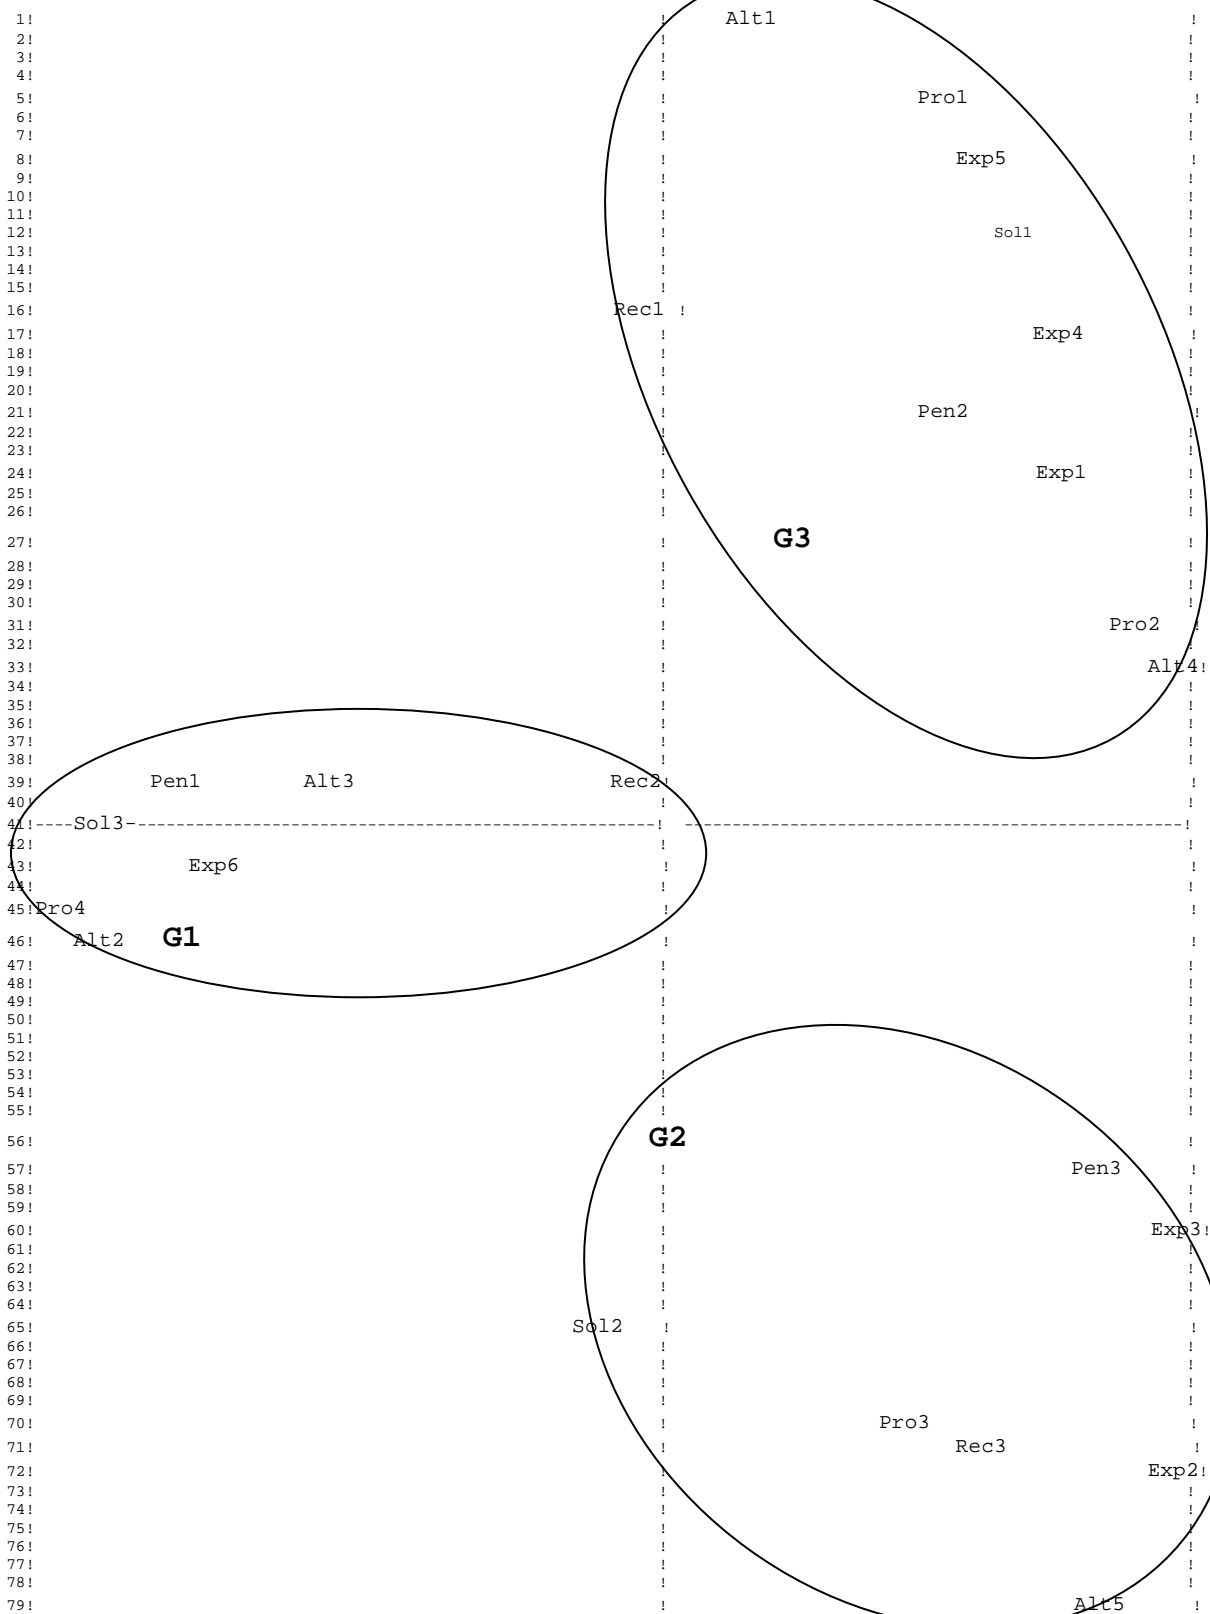 1! ! Alt1 !
2! ! !
3! ! !
4! ! !
5! ! Pro1 !
6! ! !
7! ! !
8! ! Exp5 !
9! ! !
10! ! !
11! ! !
12! ! Sol1 !
13! ! !
14! ! !
15! ! !
16! Rec1 ! !
17! ! Exp4 !
18! ! !
19! ! !
20! ! !
21! ! Pen2 !
22! ! !
23! ! !
24! ! Exp1 !
25! ! !
26! ! !
27! ! G3 !
28! ! !
29! ! !
30! ! !
31! ! Pro2 !
32! ! !
33! ! Alt4!
34! ! !
35! ! !
36! ! !
37! ! !
38! ! !
39! Pen1 Alt3 Rec2! !
40! ! !
41!----Sol3------------------------------------------------------! ----------------------------------------------------!
42! ! !
43! Exp6 ! !
44! ! !
45!Pro4 ! !
46! Alt2 G1 ! !
47! ! !
48! ! !
49! ! !
50! ! !
51! ! !
52! ! !
53! ! !
54! ! !
55! ! !
56! G2 !
57! ! Pen3 !
58! ! !
59! ! !
60! ! Exp3!
61! ! !
62! ! !
63! ! !
64! ! !
65! Sol2 ! !
66! ! !
67! ! !
68! ! !
69! ! !
70! ! Pro3 !
71! ! Rec3 !
72! ! Exp2!
73! ! !
74! ! !
75! ! !
76! ! !
77! ! !
78! ! !
79! ! Alt5 !